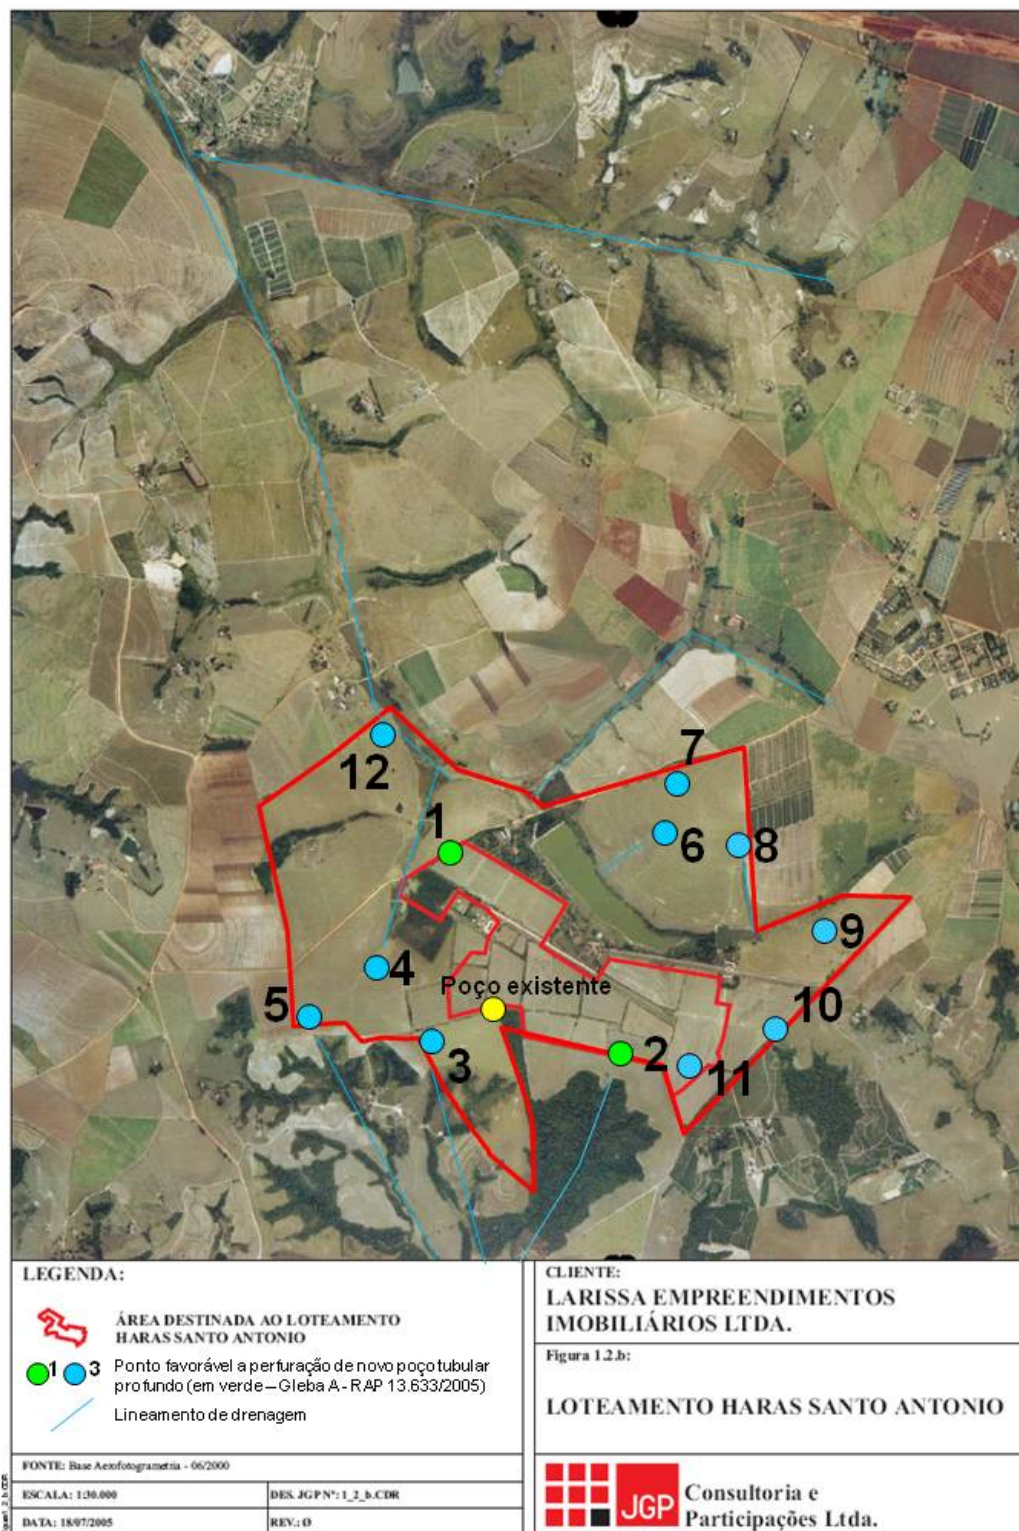 7
12
1
6
8
9
4
Poço existente
5
10
3
2
11
LEGENDA:
ÁREA DESTINADA AO LOTEAMENTO
HARAS SANTO ANTONIO
1 3 Ponto favorável a perfuração de novo poço tubular
profundo (em verde – Gleba A - RAP 13.633/2005)
Lineamento de drenagem
FONTE: Base Aerofotogrametria - 06/2000
ESCALA: 1:30.000
DES. JGP Nº: 1_2_b.CDR
DATA: 18/07/2005
REV.: Ø
CLIENTE:
LARISSA EMPREENDIMENTOS
IMOBILIÁRIOS LTDA.
Figura 1.2.b:
LOTEAMENTO HARAS SANTO ANTONIO
JGP
Consultoria e
Participações Ltda.